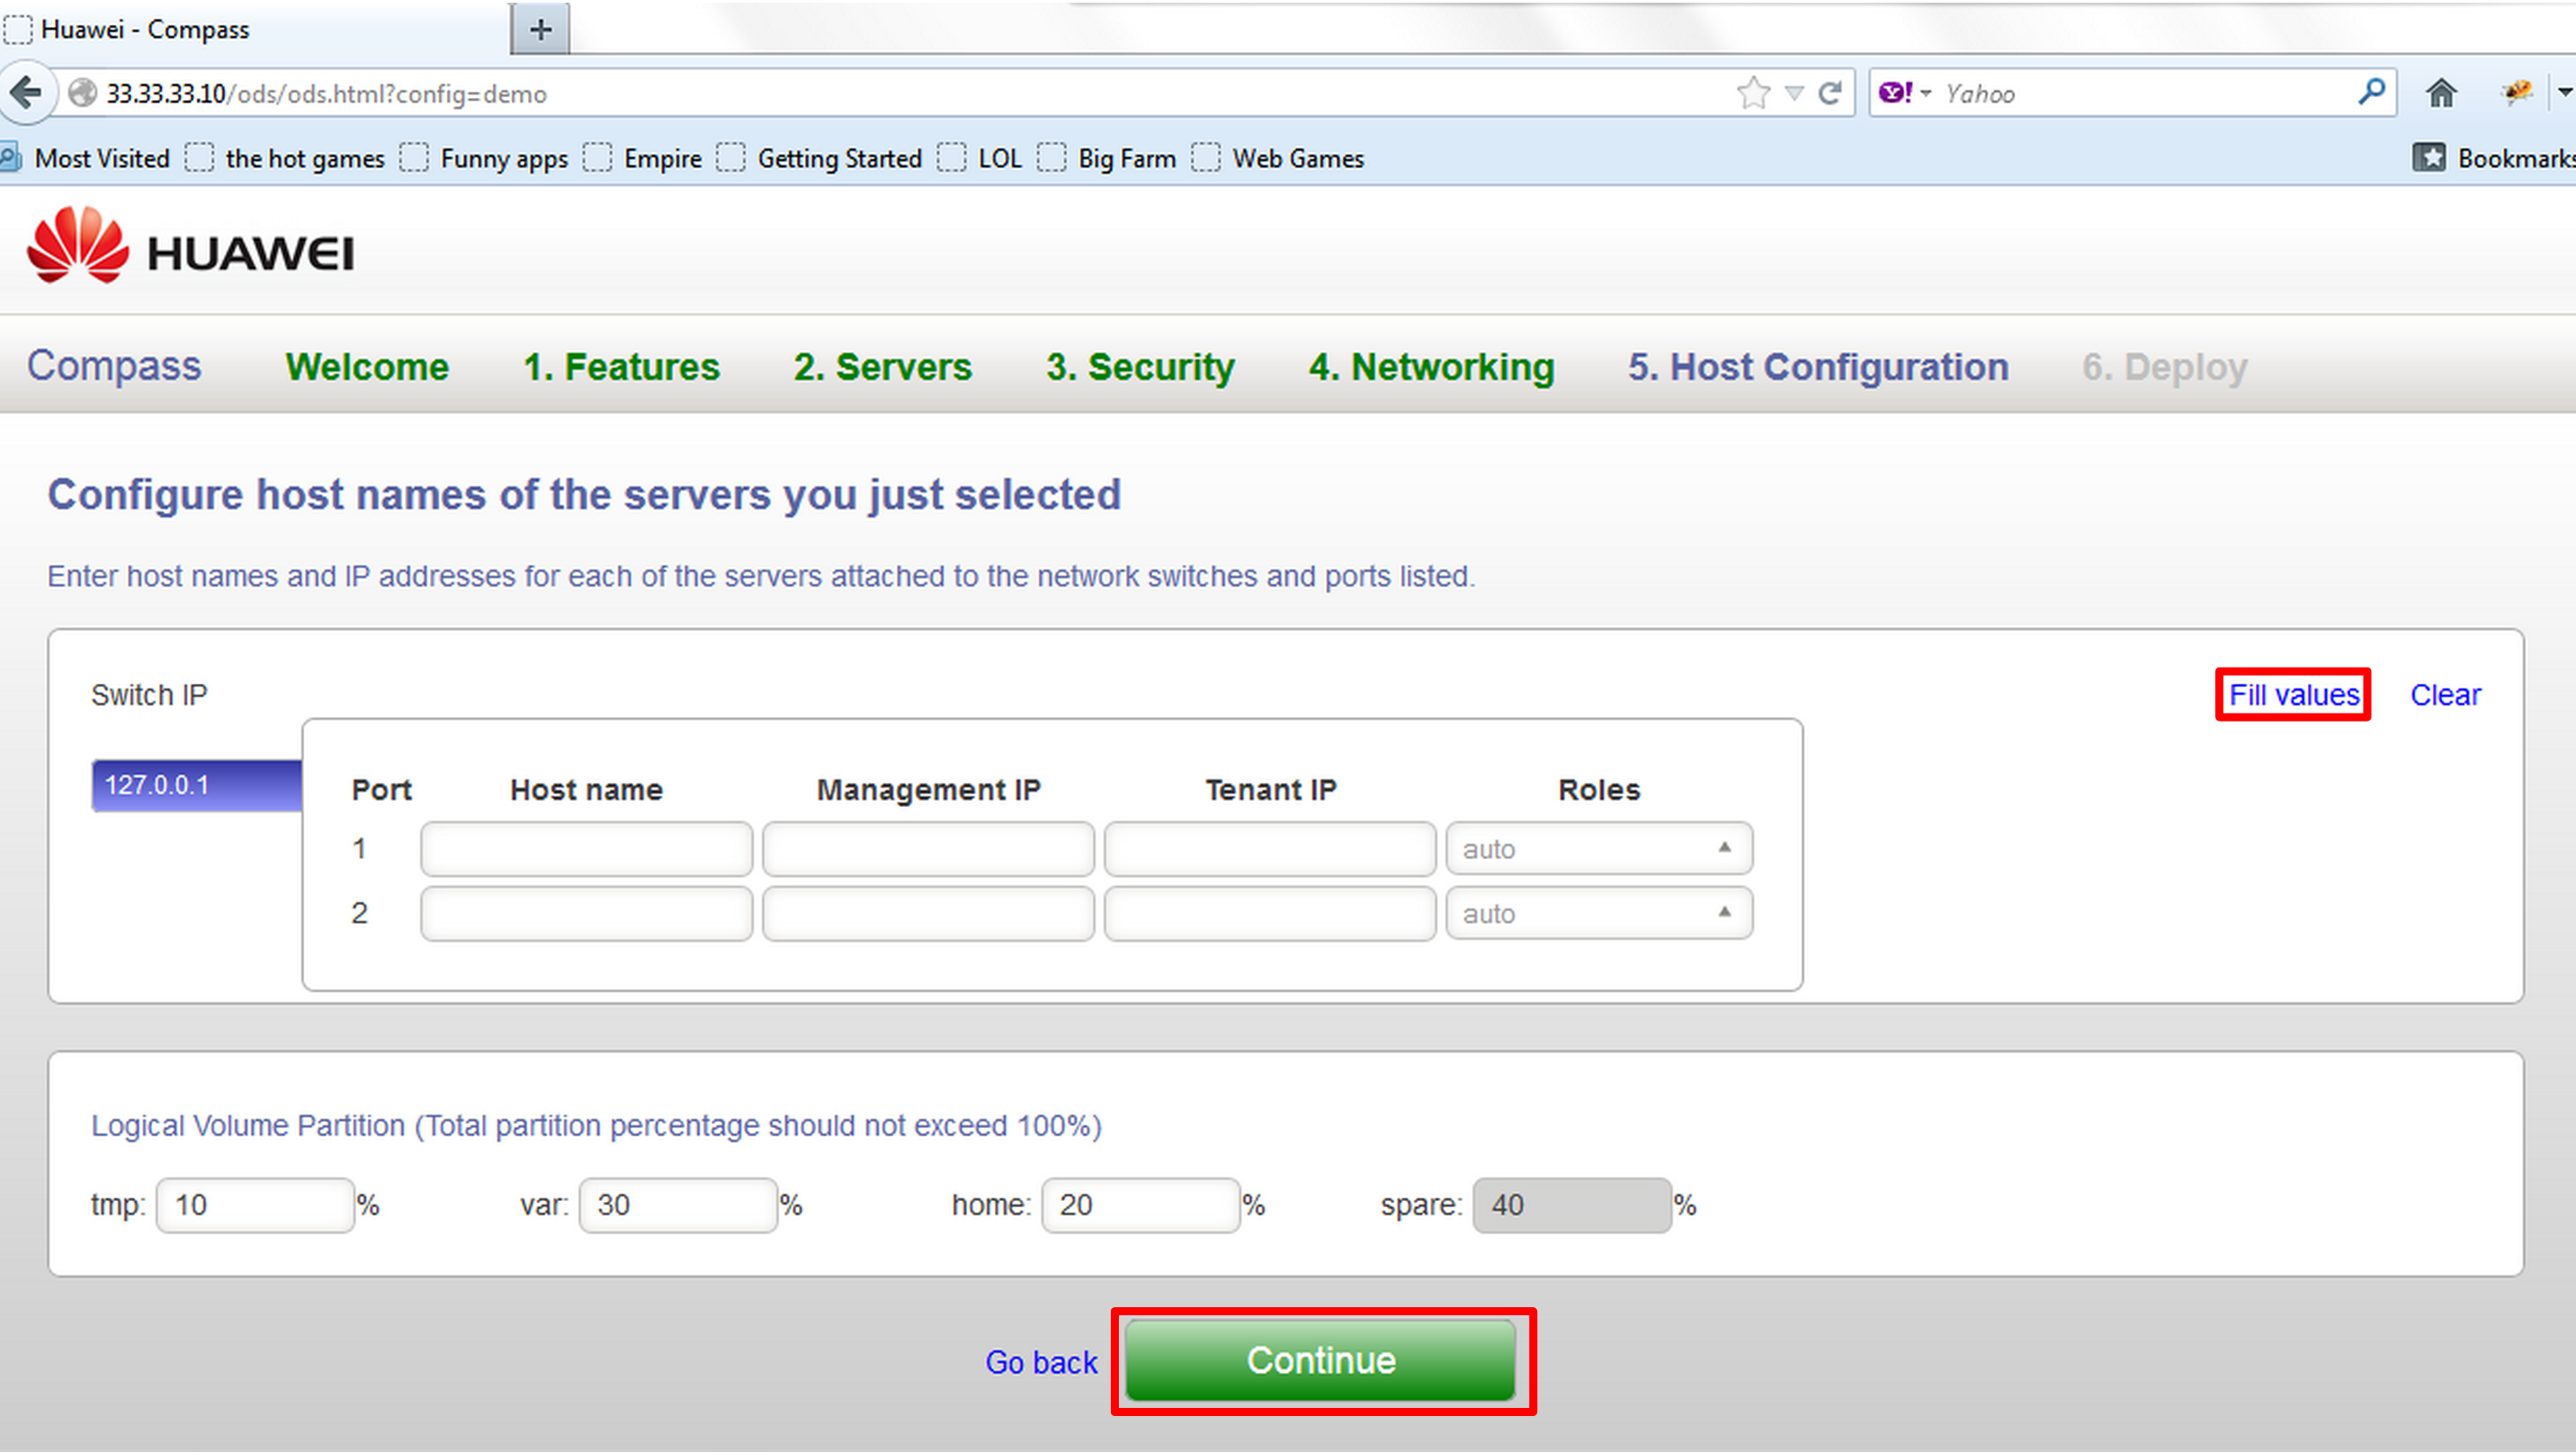 Huawei - Compass +
33.33.33.10/ods/ods.html?config=demo Y! Yahoo
Most Visited the hot games Funny apps Empire Getting Started LOL Big Farm Web Games Bookmarks
HUAWEI
Compass Welcome 1. Features 2. Servers 3. Security 4. Networking 5. Host Configuration 6. Deploy
Configure host names of the servers you just selected
Enter host names and IP addresses for each of the servers attached to the network switches and ports listed.
Switch IP Fill values Clear
127.0.0.1 Port Host name Management IP Tenant IP Roles
1 auto
2 auto
Logical Volume Partition (Total partition percentage should not exceed 100%)
tmp: 10 % var: 30 % home: 20 % spare: 40 %
Go back Continue